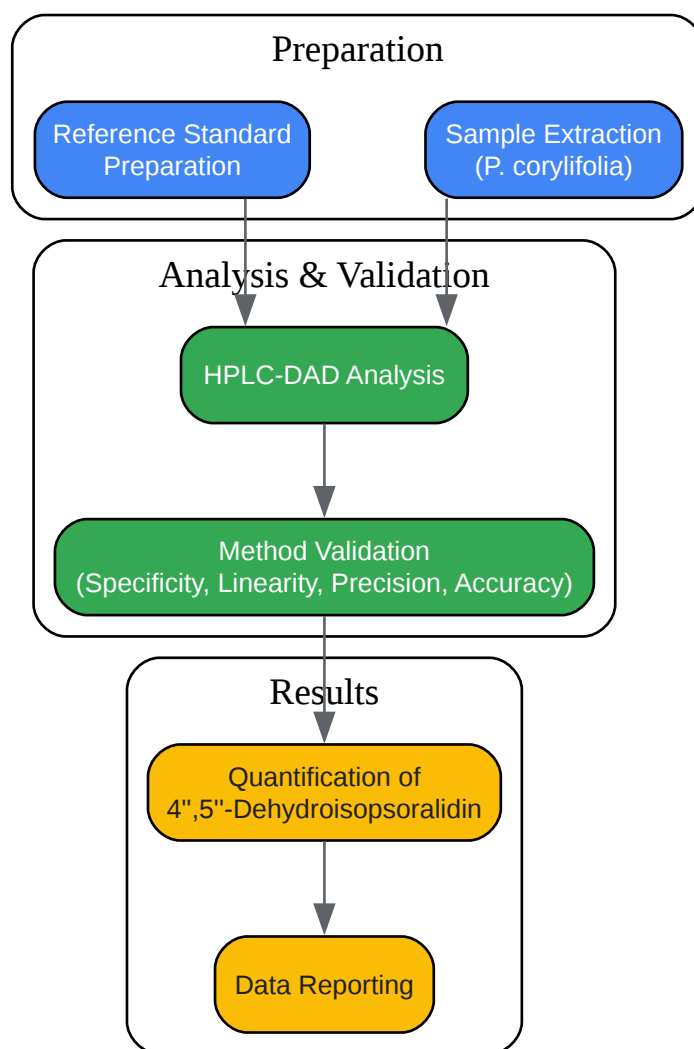 Preparation
Reference Standard
Preparation
Sample Extraction
(P. corylifolia)
Analysis & Validation
HPLC-DAD Analysis
Method Validation
(Specificity, Linearity, Precision, Accuracy)
Results
Quantification of
4'',5''-Dehydroisopsoralidin
Data Reporting